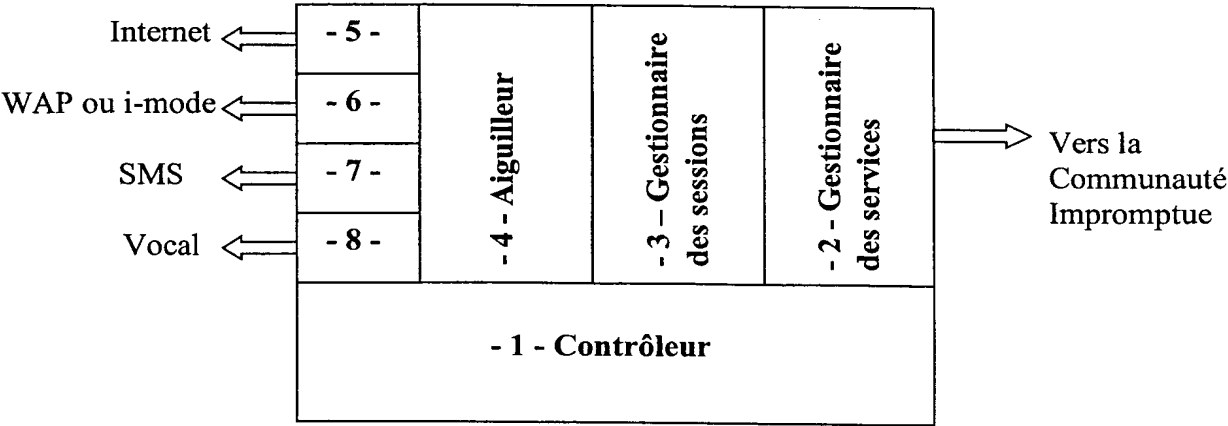 Internet
- 5 -
WAP ou i-mode
- 6 -
SMS
- 7 -
Vocal
- 8 -
- 4 - Aiguilleur
- 3 – Gestionnaire
des sessions
- 2 - Gestionnaire
des services
Vers la
Communauté
Impromptue
- 1 - Contrôleur